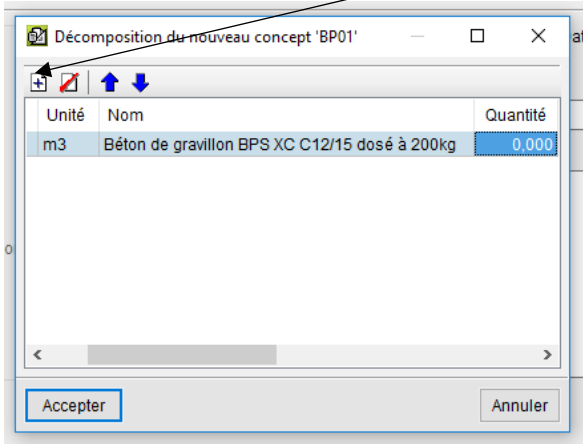 Décomposition du nouveau concept 'BP01'
at
Unité Nom Quantité
m3 Béton de gravillon BPS XC C12/15 dosé à 200kg 0,000
o
Accepter Annuler